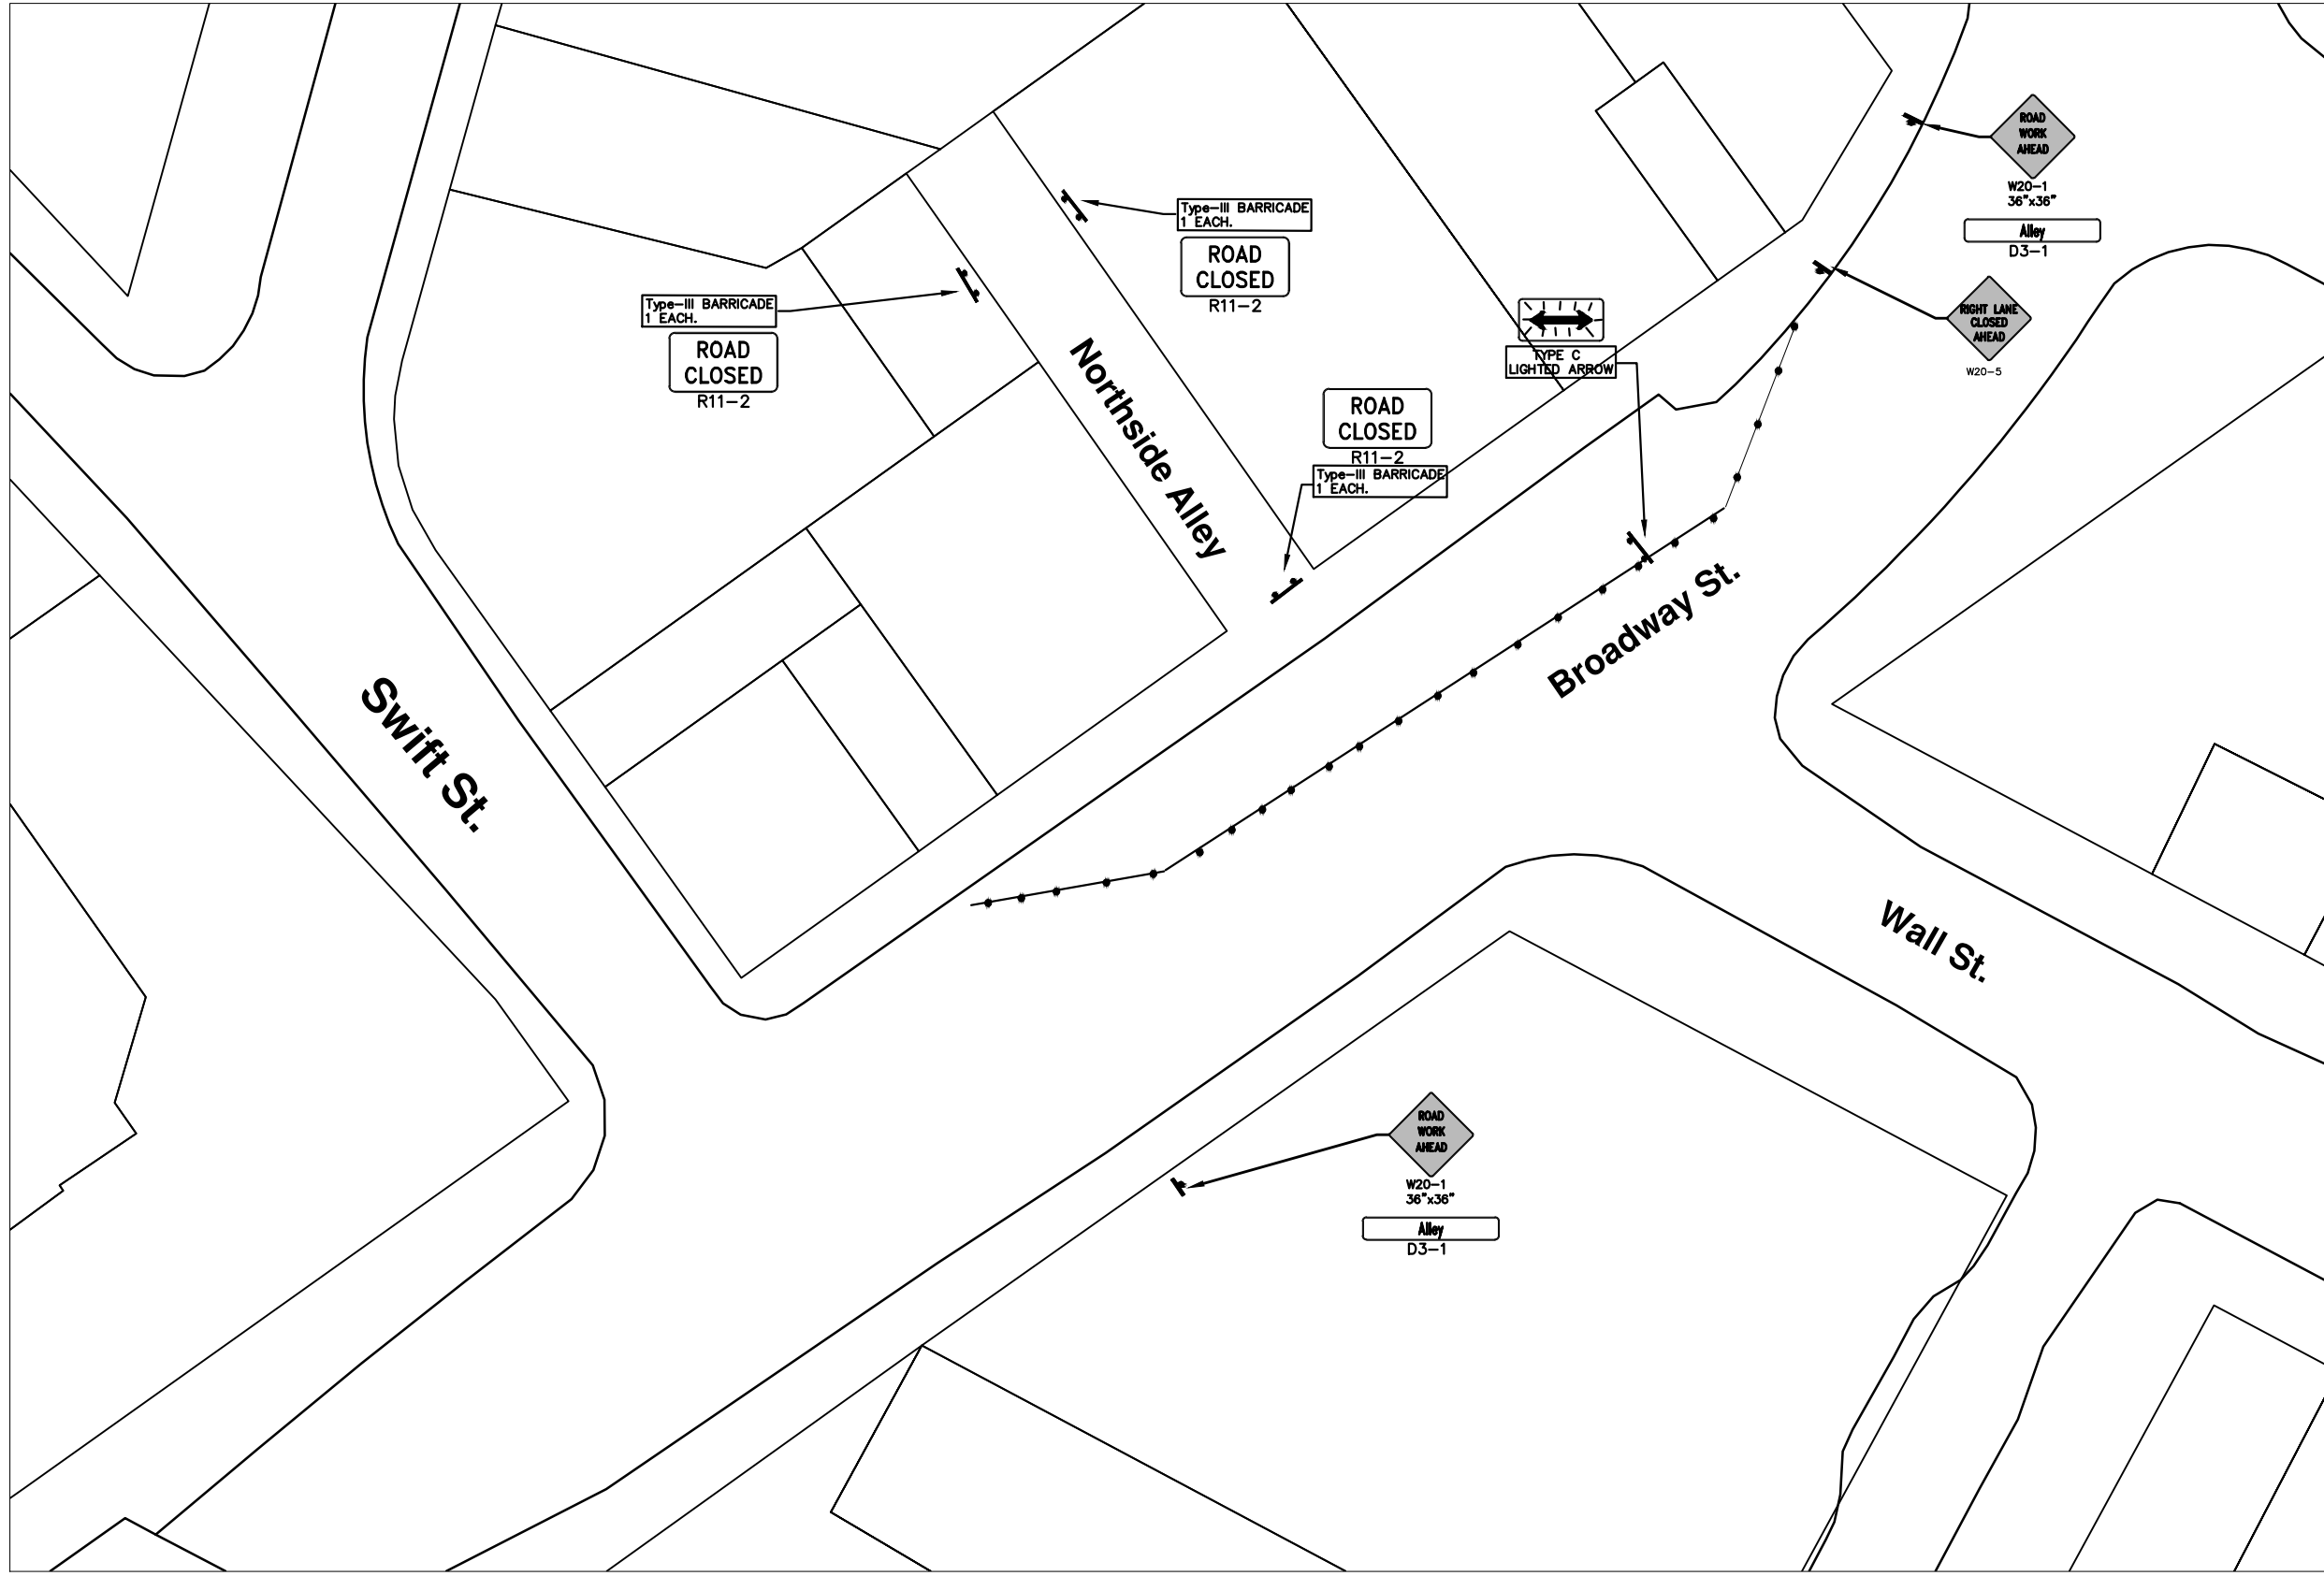 ROAD
WORK
AHEAD
W20-1
36"x36"
Alley
D3-1
Type-III BARRICADE
1 EACH.
ROAD
CLOSED
R11-2
Type-III BARRICADE
1 EACH.
ROAD
CLOSED
R11-2
RIGHT LANE
CLOSED
AHEAD
W20-5
TYPE C
LIGHTED ARROW
Northside Alley
ROAD
CLOSED
R11-2
Type-III BARRICADE
1 EACH.
Broadway St.
Swift St.
Wall St.
ROAD
WORK
AHEAD
W20-1
36"x36"
Alley
D3-1